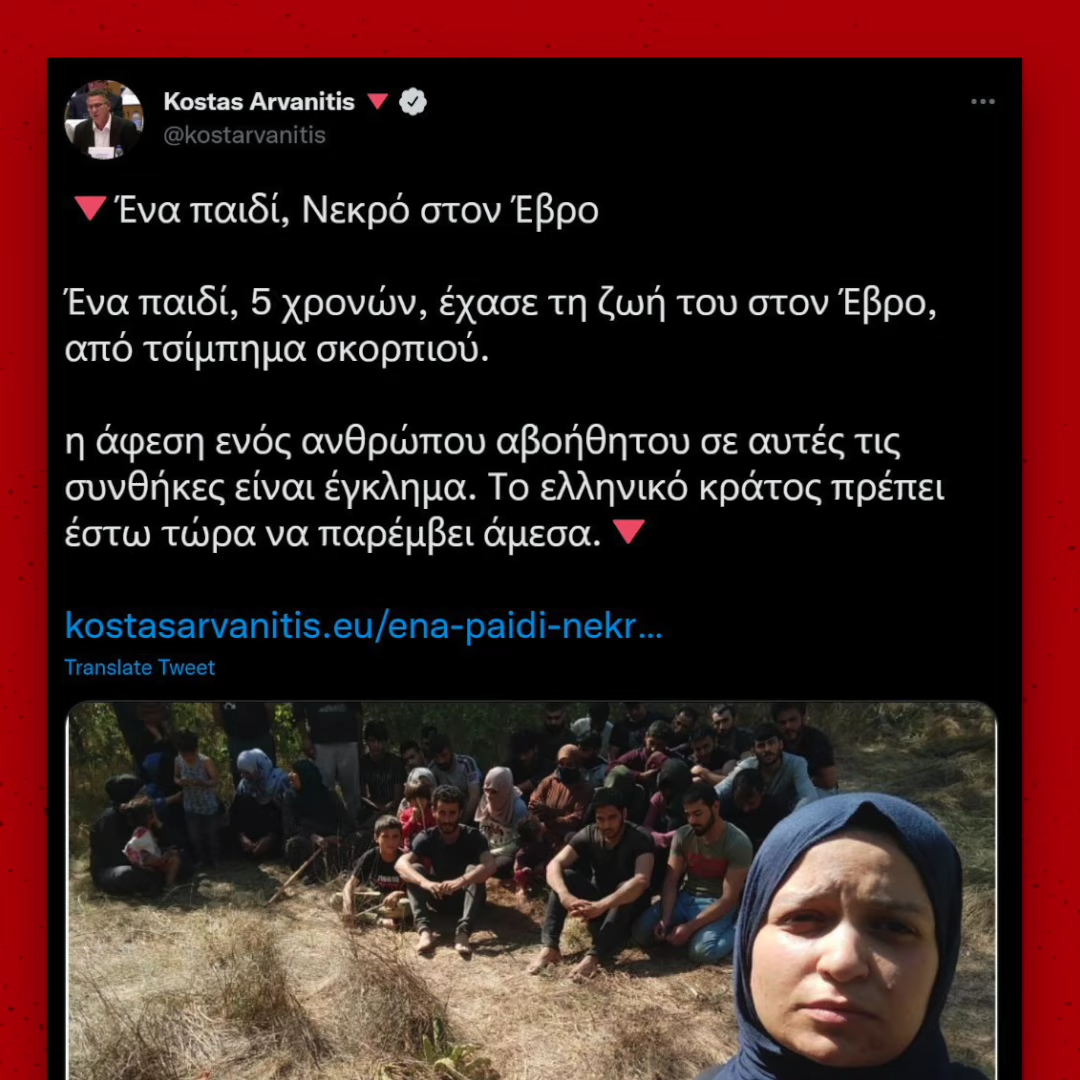 Kostas Arvanitis
@kostarvanitis
Ένα παιδί, Νεκρό στον Έβρο
Ένα παιδί, 5 χρονών, έχασε τη ζωή του στον Έβρο,
από τσίμπημα σκορπιού.
η άφεση ενός ανθρώπου αβοήθητου σε αυτές τις
συνθήκες είναι έγκλημα. Το ελληνικό κράτος πρέπει
έστω τώρα να παρέμβει άμεσα.
kostasarvanitis.eu/ena-paidi-nekr...
Translate Tweet